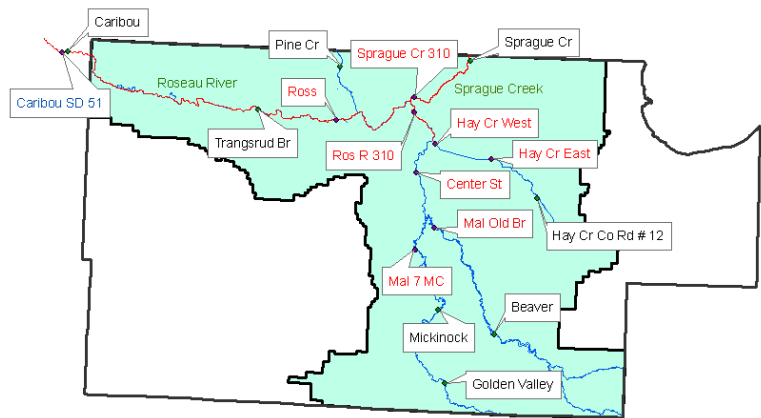 Caribou
Pine Cr
Sprague Cr 310
Sprague Cr
Roseau River
Caribou SD 51
Ross
Sprague Creek
Trangsrud Br
Ros R 310
Hay Cr West
Hay Cr East
Center St
Mal Old Br
Hay Cr Co Rd # 12
Mal 7 MC
Beaver
Mickinock
Golden Valley